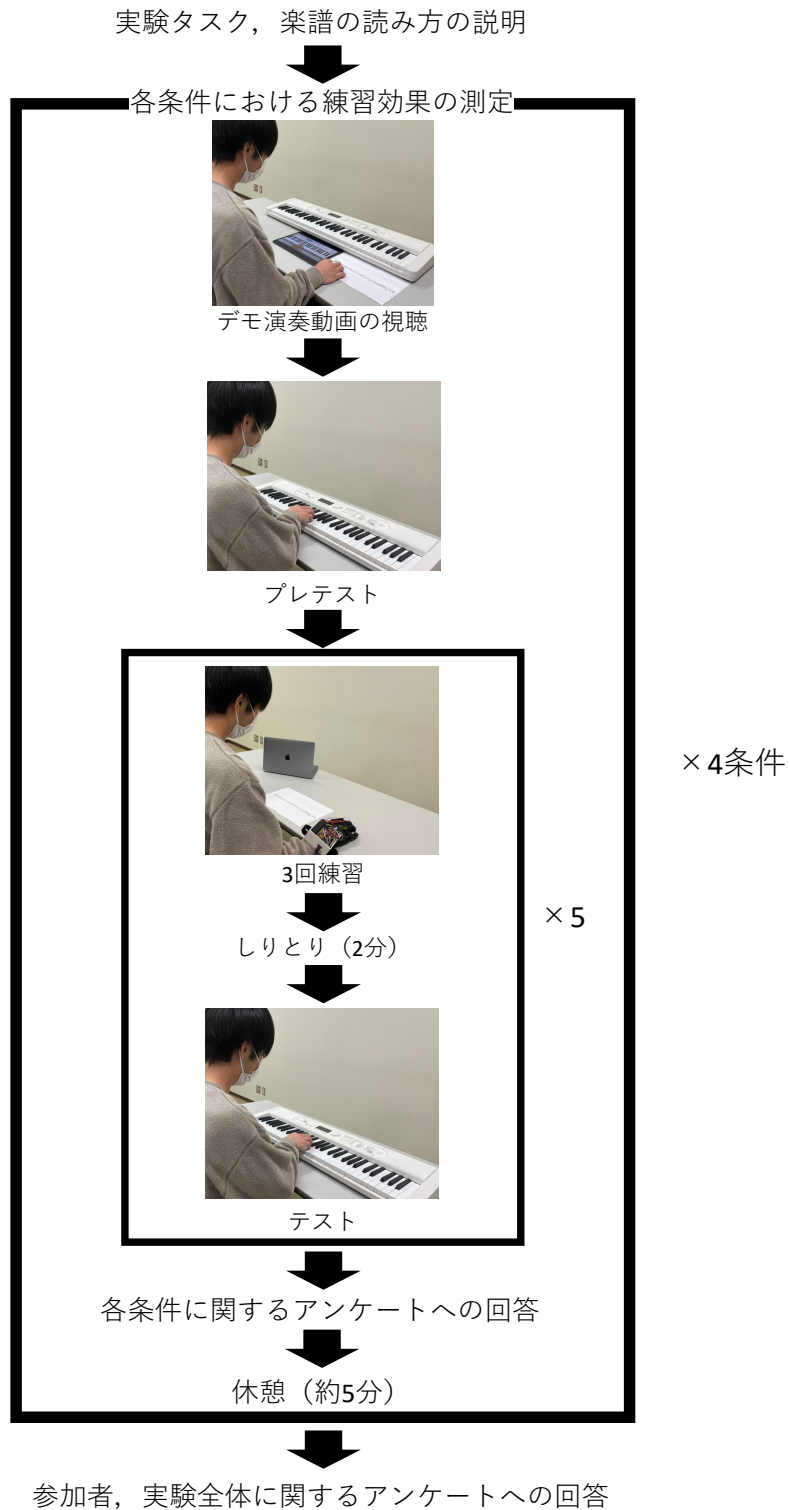 実験タスク，楽譜の読み方の説明
各条件における練習効果の測定
デモ演奏動画の視聴
プレテスト
3回練習
しりとり（2分）
テスト
×5
×4条件
各条件に関するアンケートへの回答
休憩（約5分）
参加者，実験全体に関するアンケートへの回答